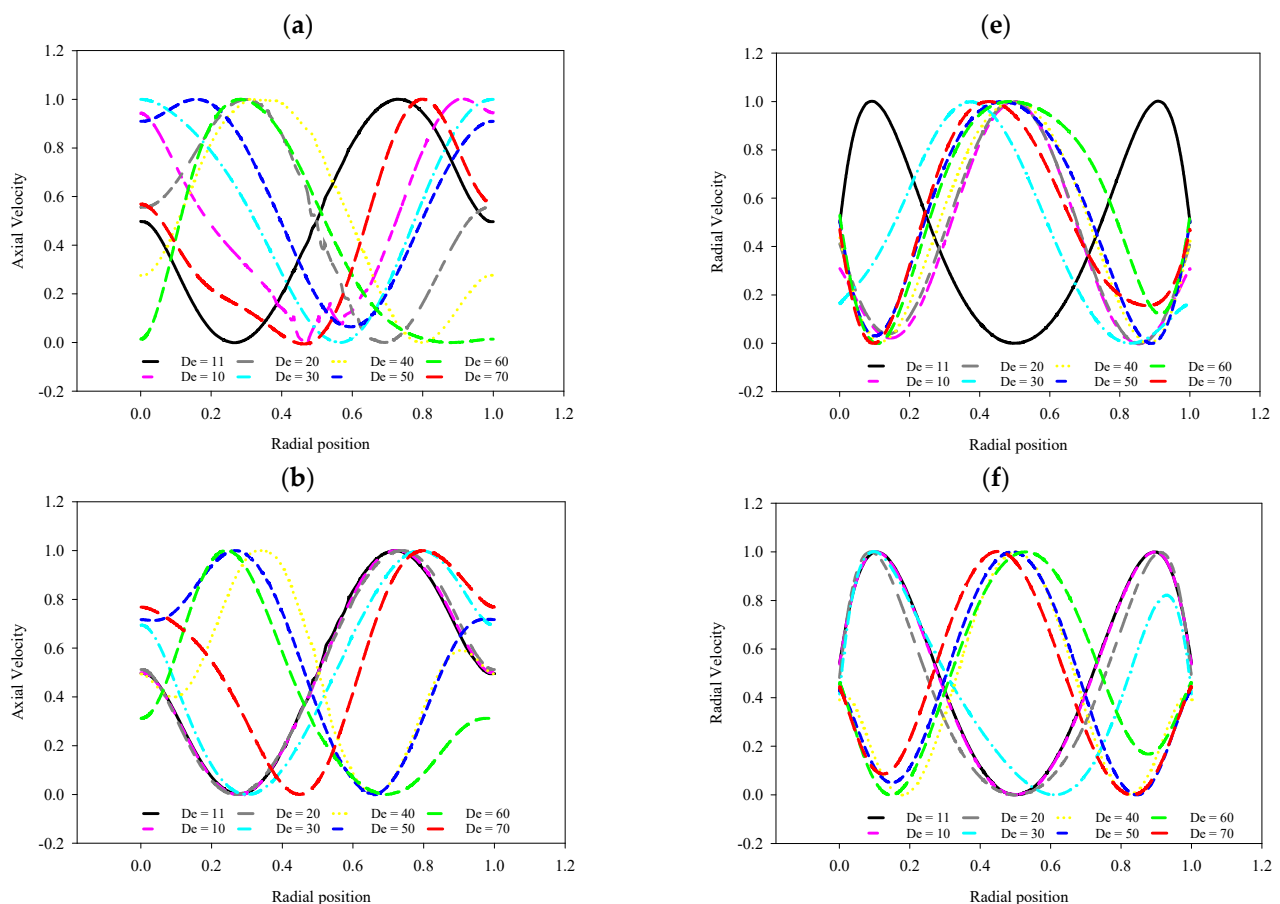 (a)
1.2
1.0
0.8
0.6
0.4
0.2
0.0
-0.2
Axial Velocity
De = 11 De = 20 De = 40 De = 60
De = 10 De = 30 De = 50 De = 70
0.0 0.2 0.4 0.6 0.8 1.0 1.2
Radial position
(e)
1.2
1.0
0.8
0.6
0.4
0.2
0.0
-0.2
Radial Velocity
De = 11 De = 20 De = 40 De = 60
De = 10 De = 30 De = 50 De = 70
0.0 0.2 0.4 0.6 0.8 1.0 1.2
Radial position
(b)
1.2
1.0
0.8
0.6
0.4
0.2
0.0
-0.2
Axial Velocity
De = 11 De = 20 De = 40 De = 60
De = 10 De = 30 De = 50 De = 70
0.0 0.2 0.4 0.6 0.8 1.0 1.2
Radial position
(f)
1.2
1.0
0.8
0.6
0.4
0.2
0.0
-0.2
Radial Velocity
De = 11 De = 20 De = 40 De = 60
De = 10 De = 30 De = 50 De = 70
0.0 0.2 0.4 0.6 0.8 1.0 1.2
Radial position